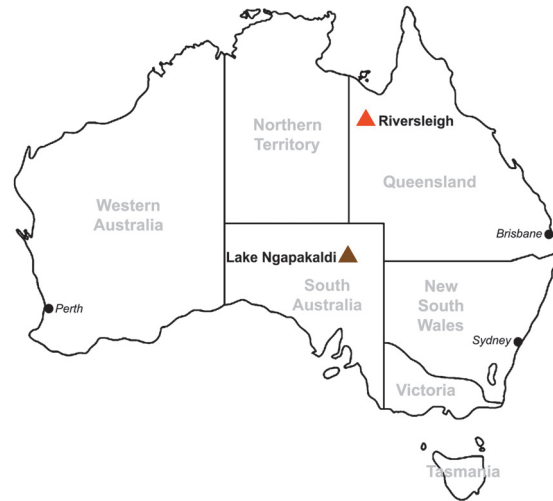 Riversleigh
Northern
Territory
Queensland
Western
Australia
Brisbane
Lake Ngapakaldi
South
Australia
New
South
Wales
Perth
Sydney
Victoria
Tasmania